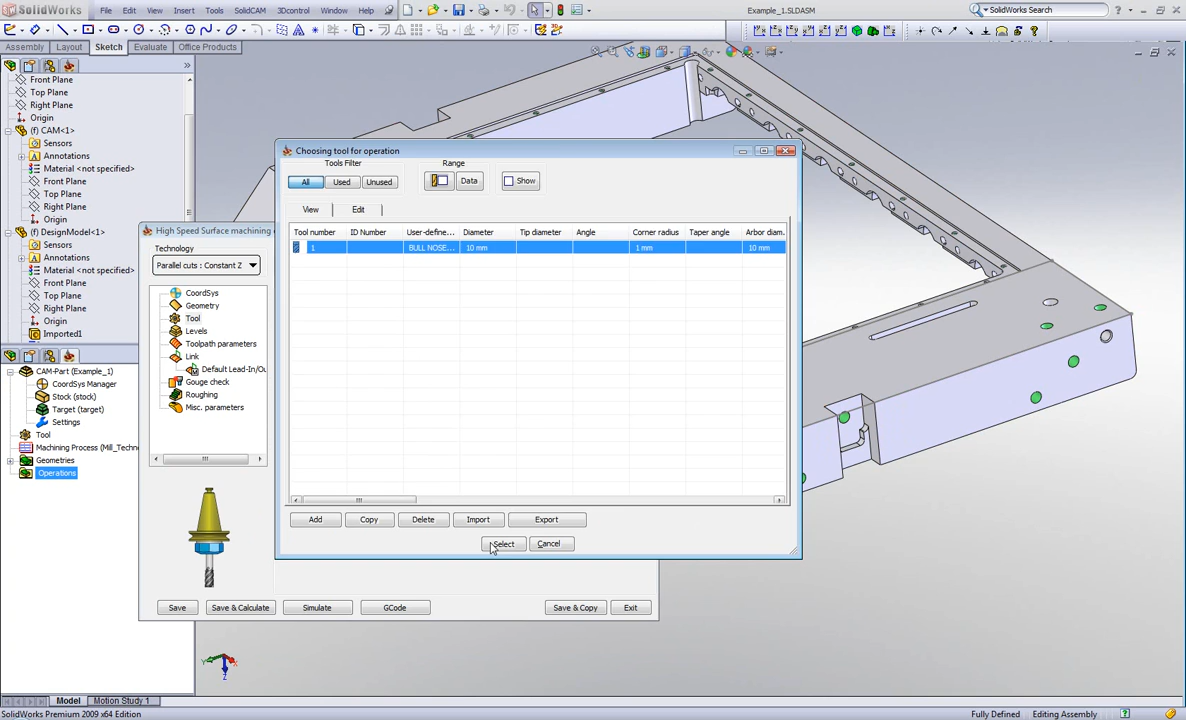 SolidWorks File Edit View Insert Tools SolidCAM 3Dcontrol Window Help Example_1.SLDASM SolidWorks Search
Assembly Layout Sketch Evaluate Office Products
Front Plane
Top Plane
Right Plane
Origin
(f) CAM<1>
Sensors
Annotations
Material <not specified>
Front Plane
Top Plane
Right Plane
Origin
(f) DesignModel<1>
Sensors
Annotations
Material <not specified>
Front Plane
Top Plane
Right Plane
Origin
Imported1
CAM-Part (Example_1)
CoordSys Manager
Stock (stock)
Target (target)
Settings
Tool
Machining Process (Mill_Techn
Geometries
Operations
High Speed Surface machining
Technology
Parallel cuts : Constant Z
CoordSys
Geometry
Tool
Levels
Toolpath parameters
Link
Default Lead-In/Ou
Gouge check
Roughing
Misc. parameters
Save Save & Calculate Simulate GCode Save & Copy Exit
Choosing tool for operation
Tools Filter Range
All Used Unused Data Show
View Edit
Tool number ID Number User-define... Diameter Tip diameter Angle Corner radius Taper angle Arbor diam.
1 BULL NOSE... 10 mm 1 mm 10 mm
Add Copy Delete Import Export
Select Cancel
Y X Z
Model Motion Study 1
SolidWorks Premium 2009 x64 Edition Fully Defined Editing Assembly